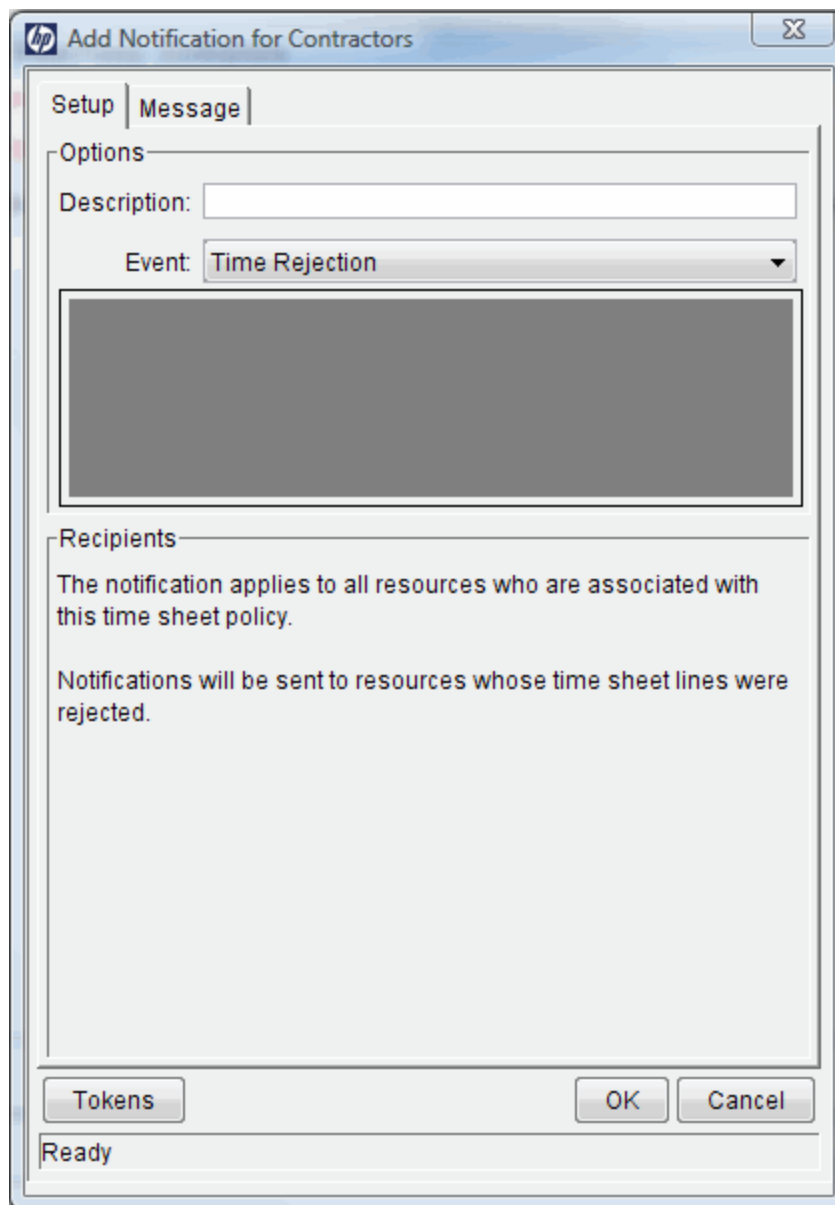 hp Add Notification for Contractors
Setup Message
Options
Description:
Event: Time Rejection
Recipients
The notification applies to all resources who are associated with
this time sheet policy.
Notifications will be sent to resources whose time sheet lines were
rejected.
Tokens OK Cancel
Ready